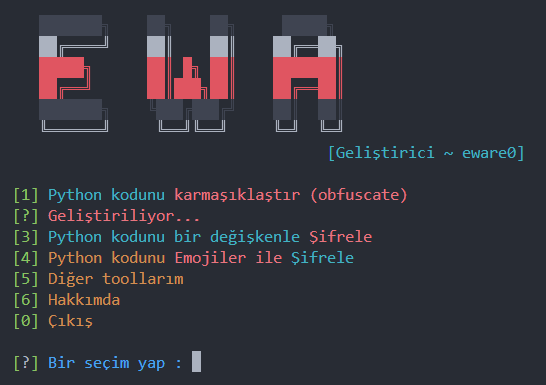 EWA
[Geliştirici ~ eware0]
[1] Python kodunu karmaşıklaştır (obfuscate)
[?] Geliştiriliyor...
[3] Python kodunu bir değişkenle Şifrele
[4] Python kodunu Emojiler ile Şifrele
[5] Diğer toollarım
[6] Hakkımda
[0] Çıkış
[?] Bir seçim yap :